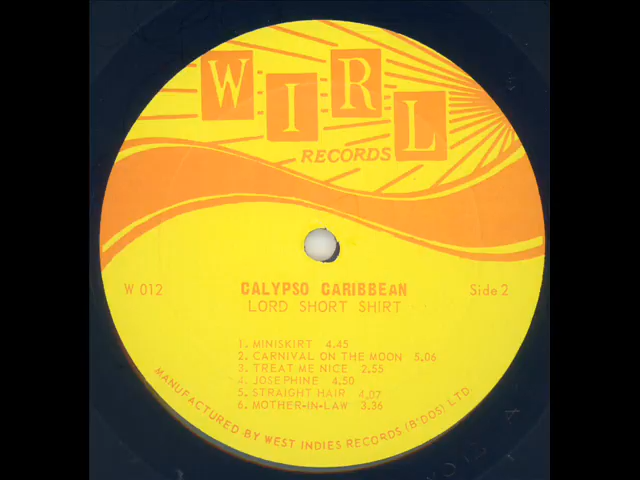 WIRL
RECORDS
W 012
CALYPSO CARIBBEAN
Side 2
LORD SHORT SHIRT
1. MINISKIRT 4.45
2. CARNIVAL ON THE MOON 5.06
3. TREAT ME NICE 2.55
4. JOSEPHINE 4.50
5. STRAIGHT HAIR 4.07
6. MOTHER-IN-LAW 3.36
MANUFACTURED BY WEST INDIES RECORDS (B'DOS) LTD.